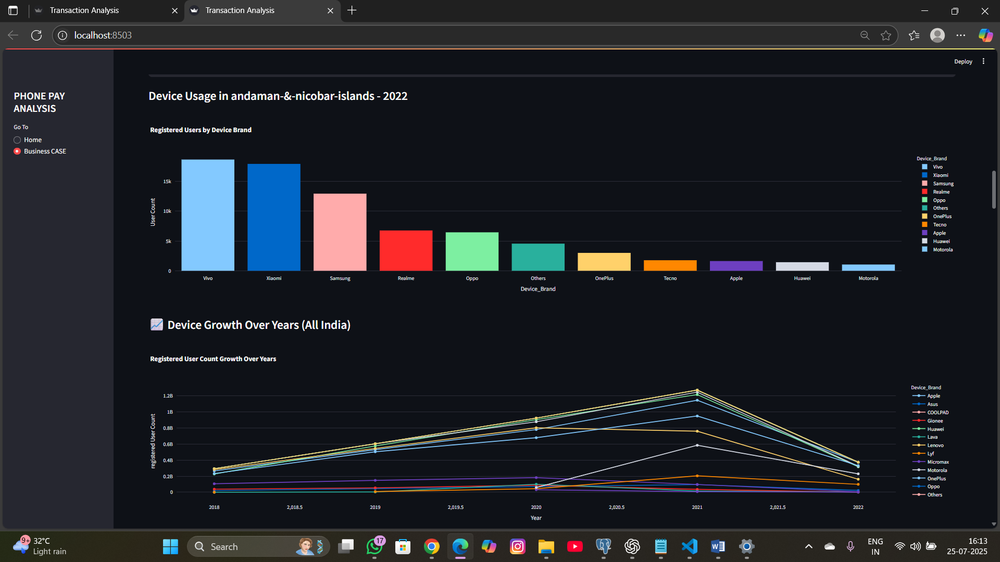 Transaction Analysis
Transaction Analysis
localhost:8503
Deploy
PHONE PAY
ANALYSIS
Go To
Home
Business CASE
Device Usage in andaman-&-nicobar-islands - 2022
Registered Users by Device Brand
User Count
15k
10k
5k
0
Vivo
Xiaomi
Samsung
Realme
Oppo
Others
OnePlus
Tecno
Apple
Huawei
Motorola
Device_Brand
Device_Brand
Vivo
Xiaomi
Samsung
Realme
Oppo
Others
OnePlus
Tecno
Apple
Huawei
Motorola
Device Growth Over Years (All India)
Registered User Count Growth Over Years
registered User Count
1.2B
1B
0.8B
0.6B
0.4B
0.2B
0
2018
2,018.5
2019
2,019.5
2020
2,020.5
2021
2,021.5
2022
Year
Device_Brand
Apple
Asus
COOLPAD
Gionee
Huawei
Lava
Lenovo
Lyf
Micromax
Motorola
OnePlus
Oppo
Others
9+
32°C
Light rain
Search
17
ENG
IN
16:13
25-07-2025